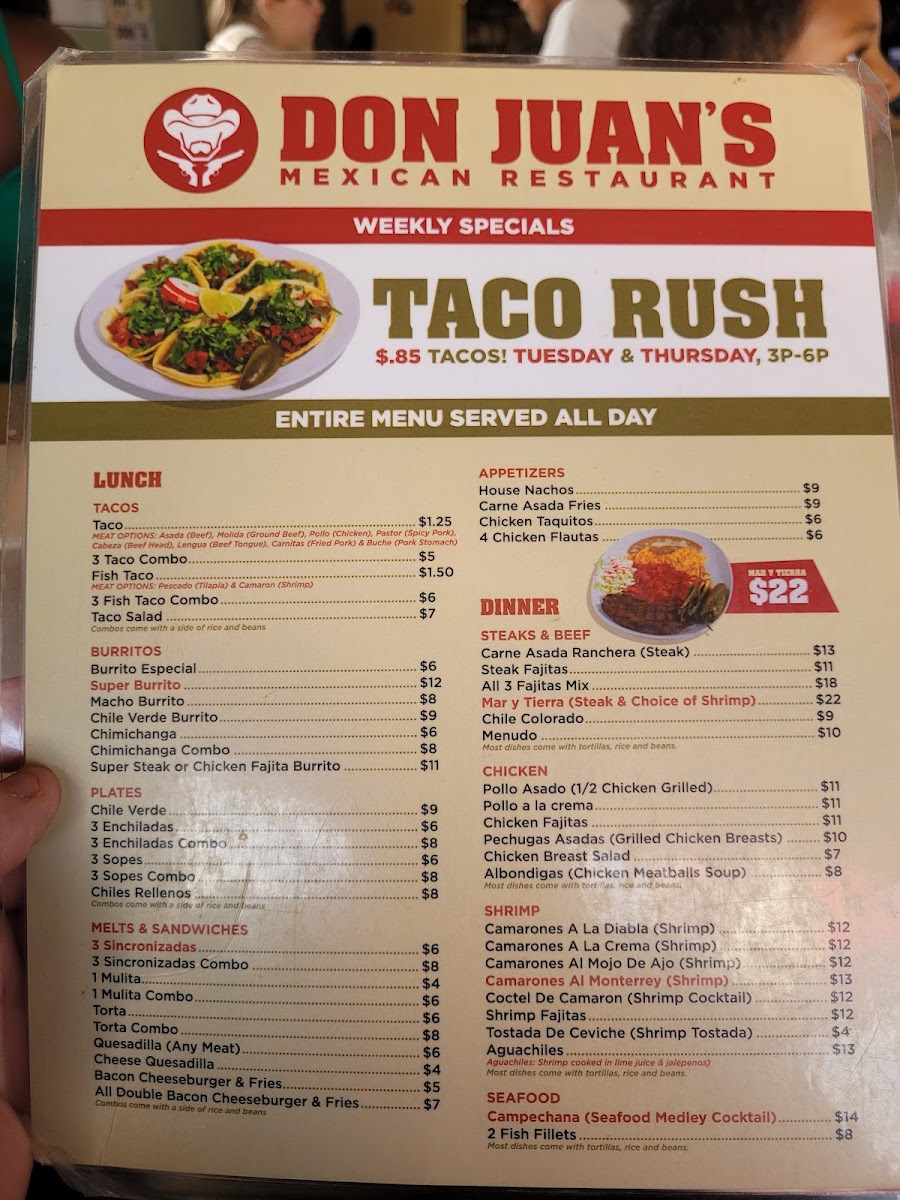 DON JUAN'S
MEXICAN RESTAURANT
WEEKLY SPECIALS
TACO RUSH
$.85 TACOS! TUESDAY & THURSDAY, 3P-6P
ENTIRE MENU SERVED ALL DAY
LUNCH
TACOS
Taco $1.25
MEAT OPTIONS: Asada (Beef), Molida (Ground Beef), Pollo (Chicken), Pastor (Spicy Pork),
Cabeza (Beef Head), Lengua (Beef Tongue), Carnitas (Fried Pork) & Buche (Pork Stomach)
3 Taco Combo $5
Fish Taco $1.50
MEAT OPTIONS: Pescado (Tilapia) & Camaron (Shrimp)
3 Fish Taco Combo $6
Taco Salad $7
Combos come with a side of rice and beans
BURRITOS
Burrito Especial $6
Super Burrito $12
Macho Burrito $8
Chile Verde Burrito $9
Chimichanga $6
Chimichanga Combo $8
Super Steak or Chicken Fajita Burrito $11
PLATES
Chile Verde $9
3 Enchiladas $6
3 Enchiladas Combo $8
3 Sopes $6
3 Sopes Combo $8
Chiles Rellenos $8
Combos come with a side of rice and beans
MELTS & SANDWICHES
3 Sincronizadas $6
3 Sincronizadas Combo $8
1 Mulita $4
1 Mulita Combo $6
Torta $6
Torta Combo $8
Quesadilla (Any Meat) $6
Cheese Quesadilla $4
Bacon Cheeseburger & Fries $5
All Double Bacon Cheeseburger & Fries $7
Combos come with a side of rice and beans
APPETIZERS
House Nachos $9
Carne Asada Fries $9
Chicken Taquitos $6
4 Chicken Flautas $6
MAR Y TIERRA
$22
DINNER
STEAKS & BEEF
Carne Asada Ranchera (Steak) $13
Steak Fajitas $11
All 3 Fajitas Mix $18
Mar y Tierra (Steak & Choice of Shrimp) $22
Chile Colorado $9
Menudo $10
Most dishes come with tortillas, rice and beans.
CHICKEN
Pollo Asado (1/2 Chicken Grilled) $11
Pollo a la crema $11
Chicken Fajitas $11
Pechugas Asadas (Grilled Chicken Breasts) $10
Chicken Breast Salad $7
Albondigas (Chicken Meatballs Soup) $8
Most dishes come with tortillas, rice and beans.
SHRIMP
Camarones A La Diabla (Shrimp) $12
Camarones A La Crema (Shrimp) $12
Camarones Al Mojo De Ajo (Shrimp) $12
Camarones Al Monterrey (Shrimp) $13
Coctel De Camaron (Shrimp Cocktail) $12
Shrimp Fajitas $12
Tostada De Ceviche (Shrimp Tostada) $4
Aguachiles $13
Aguachiles: Shrimp cooked in lime juice & jalepenos)
Most dishes come with tortillas, rice and beans.
SEAFOOD
Campechana (Seafood Medley Cocktail) $14
2 Fish Fillets $8
Most dishes come with tortillas, rice and beans.